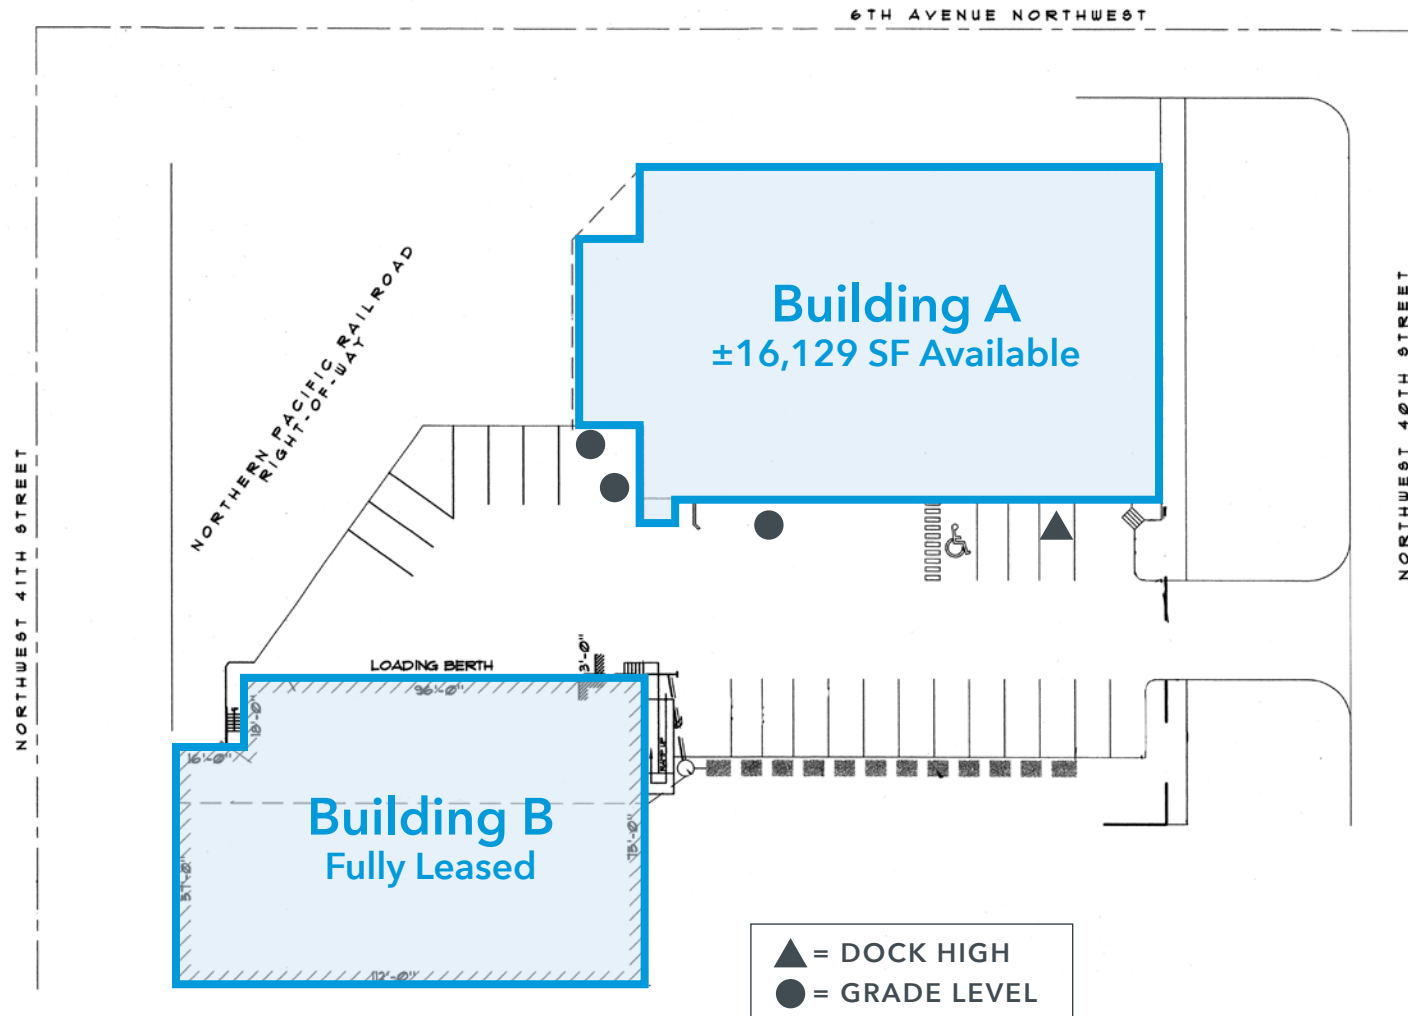 6TH AVENUE NORTHWEST
NORTHWEST 41TH STREET
NORTHERN PACIFIC RAILROAD
RIGHT-OF-WAY
Building A
±16,129 SF Available
NORTHWEST 40TH STREET
LOADING BERTH
3'-0"
96'-0"
18'-0"
16'-0"
RAMP UP
Building B
Fully Leased
75'-0"
57'-0"
112'-0"
= DOCK HIGH
= GRADE LEVEL